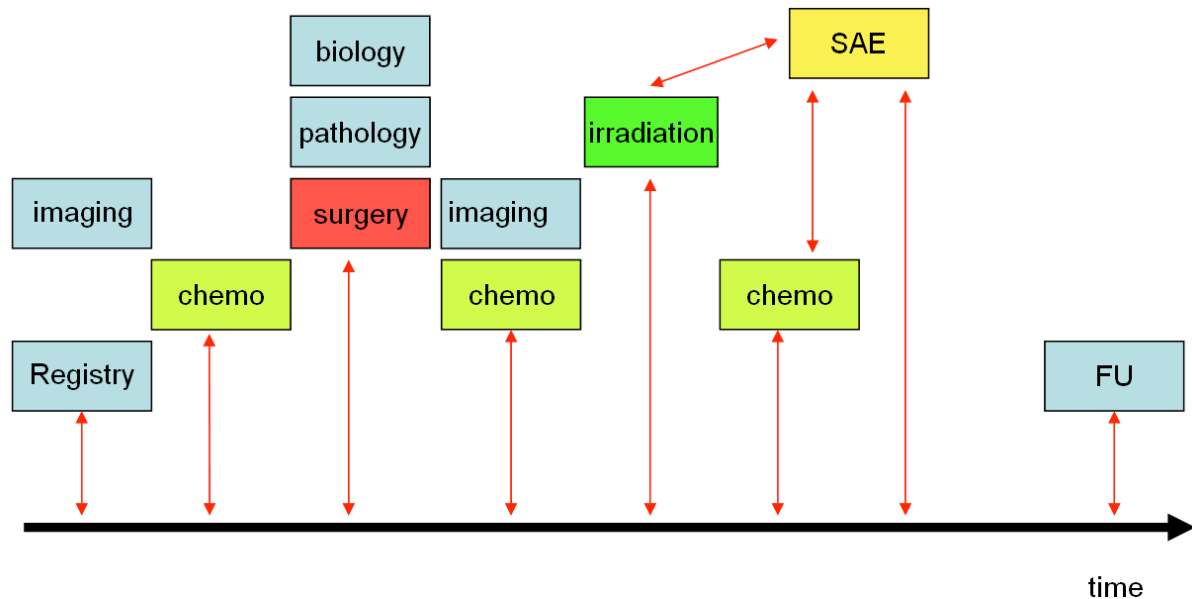 biology
SAE
pathology
irradiation
imaging
surgery
imaging
chemo
chemo
chemo
Registry
FU
time